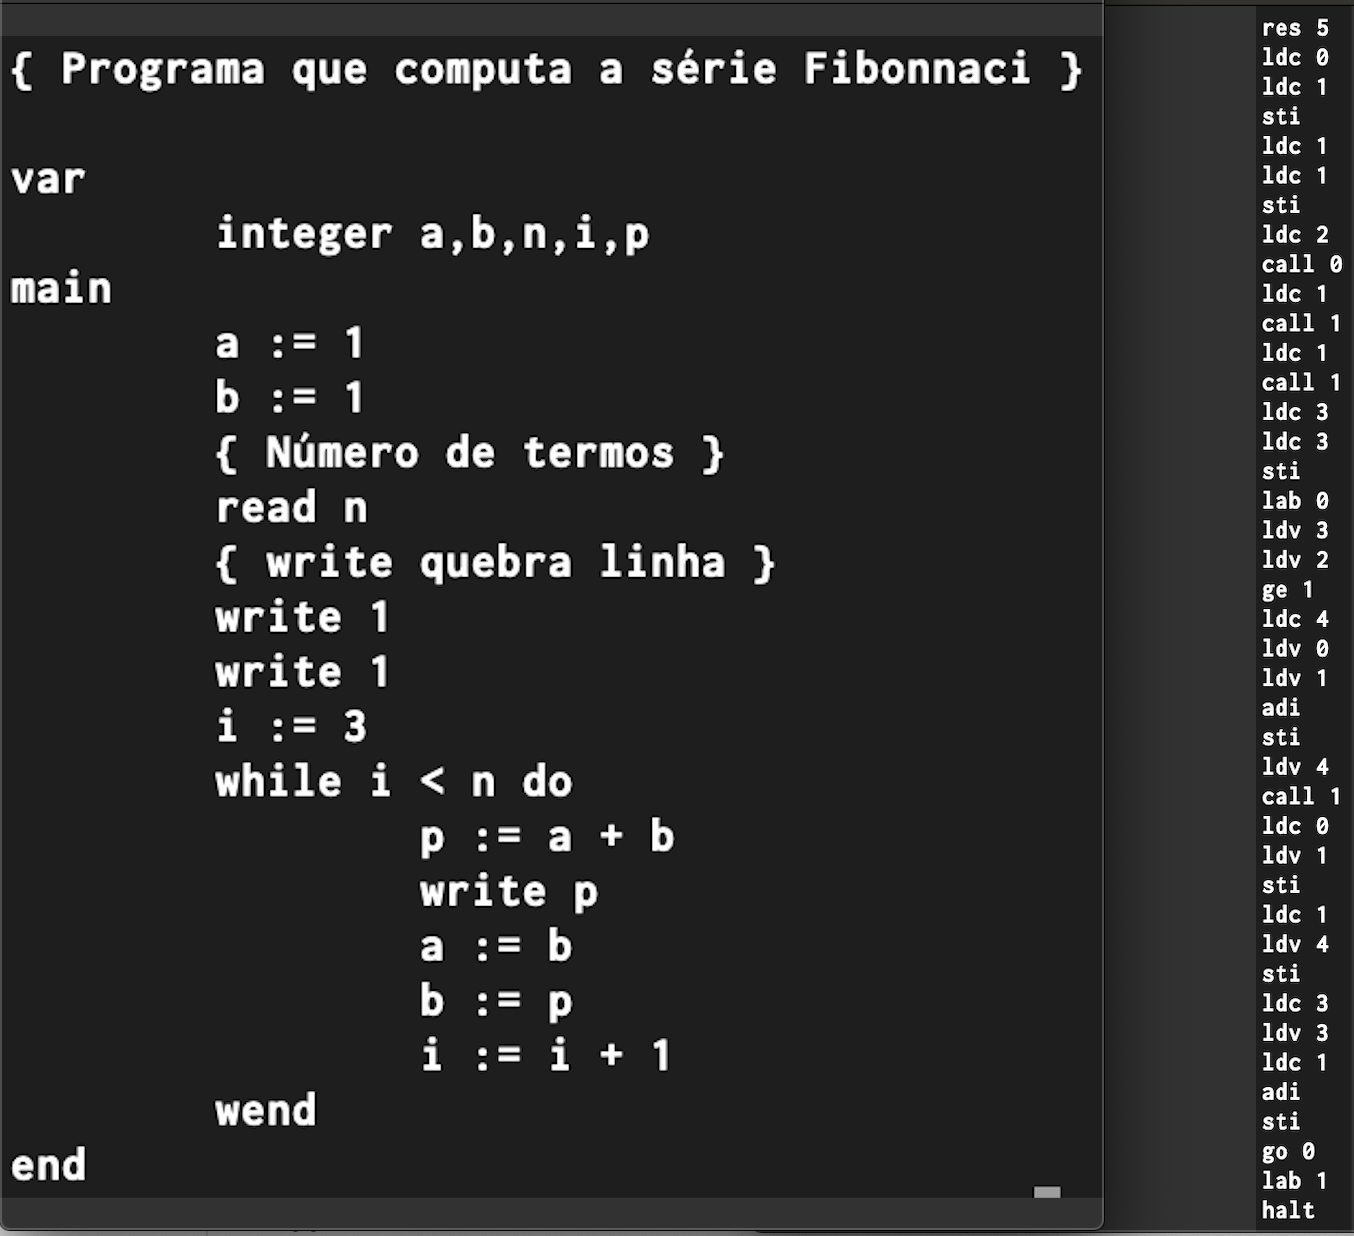 { Programa que computa a série Fibonnaci }
var
integer a,b,n,i,p
main
a := 1
b := 1
{ Número de termos }
read n
{ write quebra linha }
write 1
write 1
i := 3
while i < n do
p := a + b
write p
a := b
b := p
i := i + 1
wend
end
res 5
ldc 0
ldc 1
sti
ldc 1
ldc 1
sti
ldc 2
call 0
ldc 1
call 1
ldc 1
call 1
ldc 3
ldc 3
sti
lab 0
ldv 3
ldv 2
ge 1
ldc 4
ldv 0
ldv 1
adi
sti
ldv 4
call 1
ldc 0
ldv 1
sti
ldc 1
ldv 4
sti
ldc 3
ldv 3
ldc 1
adi
sti
go 0
lab 1
halt